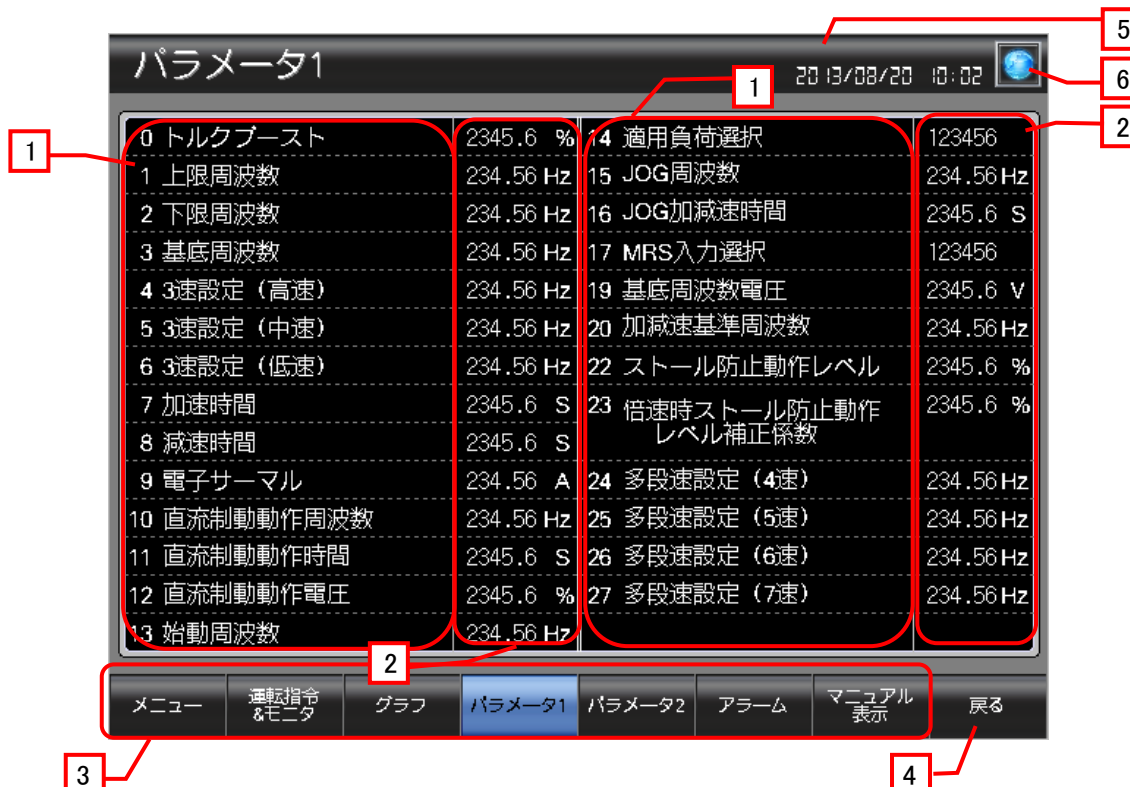 5
パラメータ1
1
2013/08/20 10:02
6
1
2
0 トルクブースト 2345.6 % 14 適用負荷選択 123456
1 上限周波数 234.56 Hz 15 JOG周波数 234.56 Hz
2 下限周波数 234.56 Hz 16 JOG加減速時間 2345.6 S
3 基底周波数 234.56 Hz 17 MRS入力選択 123456
4 3速設定（高速） 234.56 Hz 19 基底周波数電圧 2345.6 V
5 3速設定（中速） 234.56 Hz 20 加減速基準周波数 234.56 Hz
6 3速設定（低速） 234.56 Hz 22 ストール防止動作レベル 2345.6 %
7 加速時間 2345.6 S 23 倍速時ストール防止動作 2345.6 %
8 減速時間 2345.6 S レベル補正係数
9 電子サーマル 234.56 A 24 多段速設定（4速） 234.56 Hz
10 直流制動動作周波数 234.56 Hz 25 多段速設定（5速） 234.56 Hz
11 直流制動動作時間 2345.6 S 26 多段速設定（6速） 234.56 Hz
12 直流制動動作電圧 2345.6 % 27 多段速設定（7速） 234.56 Hz
13 始動周波数 234.56 Hz
2
メニュー
運転指令
&モニタ
グラフ
パラメータ1
パラメータ2
アラーム
マニュアル
表示
戻る
3
4